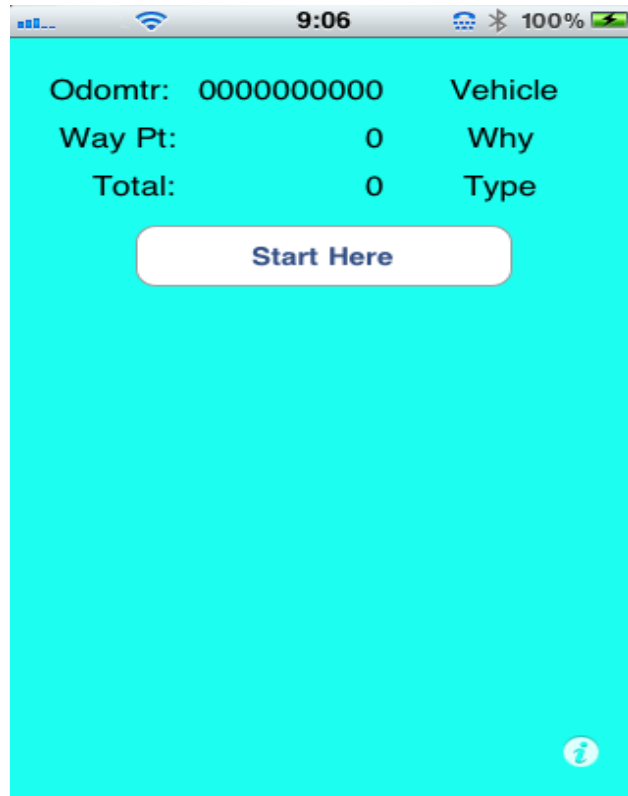 9:06 100%
Odomtr: 0000000000 Vehicle
Way Pt: 0 Why
Total: 0 Type
Start Here
i